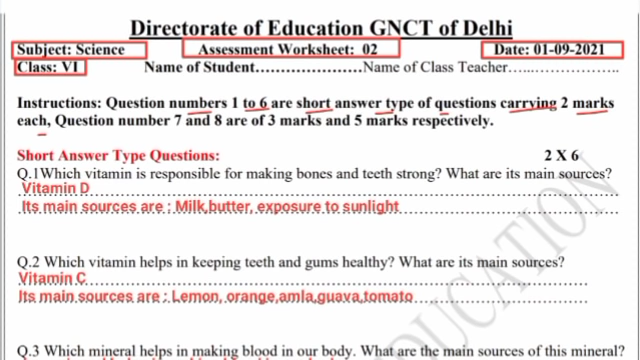 Directorate of Education GNCT of Delhi
Subject: Science Assessment Worksheet: 02 Date: 01-09-2021
Class: VI Name of Student.....................Name of Class Teacher.....................
Instructions: Question numbers 1 to 6 are short answer type of questions carrying 2 marks
each, Question number 7 and 8 are of 3 marks and 5 marks respectively.
Short Answer Type Questions: 2 X 6
Q.1Which vitamin is responsible for making bones and teeth strong? What are its main sources?
Vitamin D
Its main sources are : Milk,butter, exposure to sunlight
Q.2 Which vitamin helps in keeping teeth and gums healthy? What are its main sources?
Vitamin C
Its main sources are : Lemon, orange,amla,guava,tomato
Q.3 Which mineral helps in making blood in our body. What are the main sources of this mineral?
EDUCATION